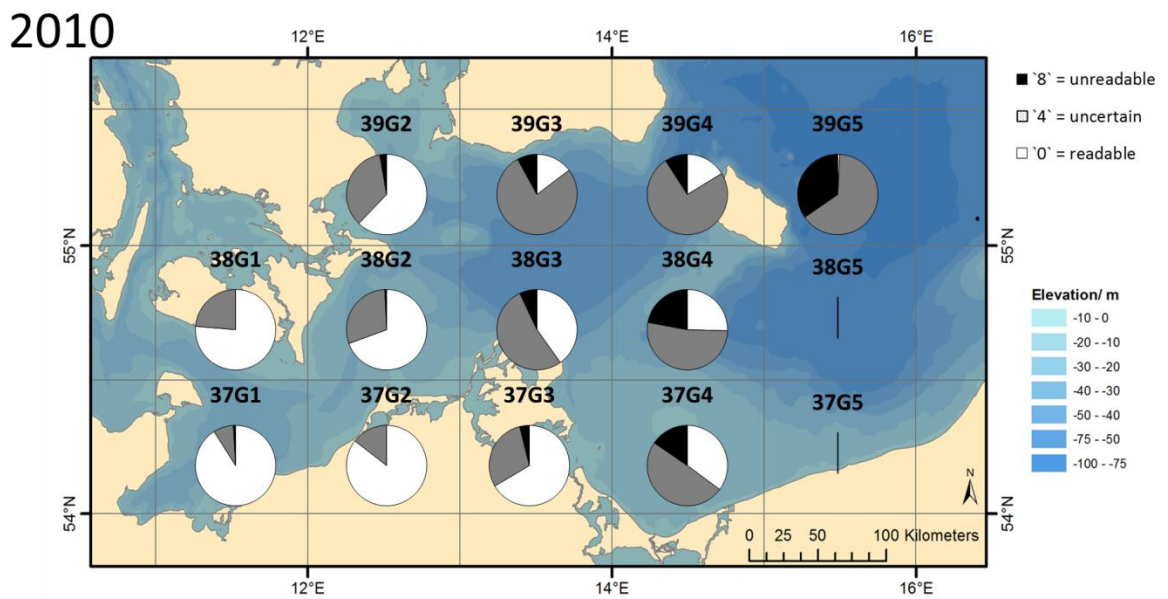 2010
12°E 14°E 16°E
`8` = unreadable
`4` = uncertain
`0` = readable
39G2 39G3 39G4 39G5
55°N 55°N
38G1 38G2 38G3 38G4 38G5
Elevation/ m
-10 - 0
-20 - -10
-30 - -20
-40 - -30
-50 - -40
-75 - -50
-100 - -75
37G1 37G2 37G3 37G4 37G5
N
54°N 54°N
0 25 50 100 Kilometers
12°E 14°E 16°E